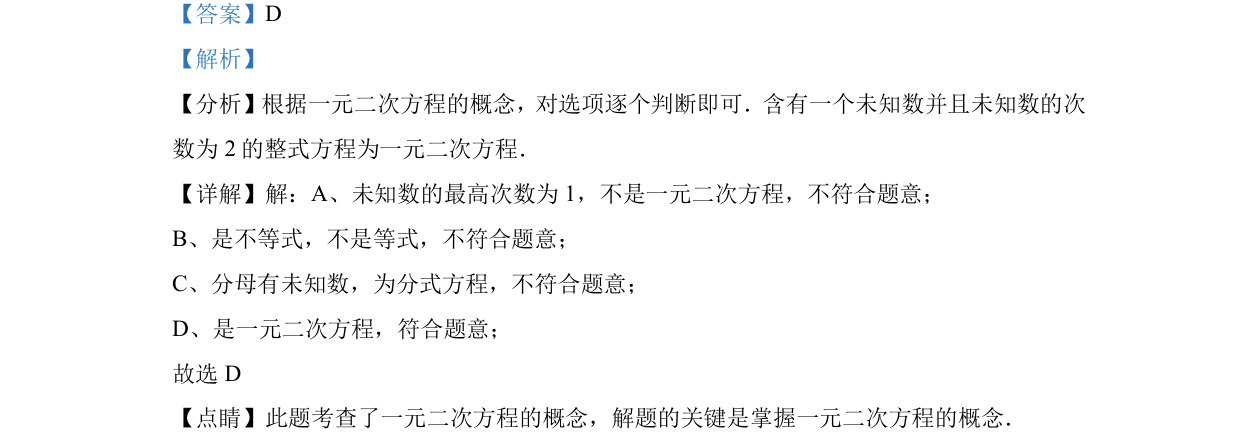 【答案】D
【解析】
【分析】根据一元二次方程的概念，对选项逐个判断即可．含有一个未知数并且未知数的次
数为 2 的整式方程为一元二次方程．
【详解】解：A、未知数的最高次数为 1，不是一元二次方程，不符合题意；
B、是不等式，不是等式，不符合题意；
C、分母有未知数，为分式方程，不符合题意；
D、是一元二次方程，符合题意；
故选 D
【点睛】此题考查了一元二次方程的概念，解题的关键是掌握一元二次方程的概念．